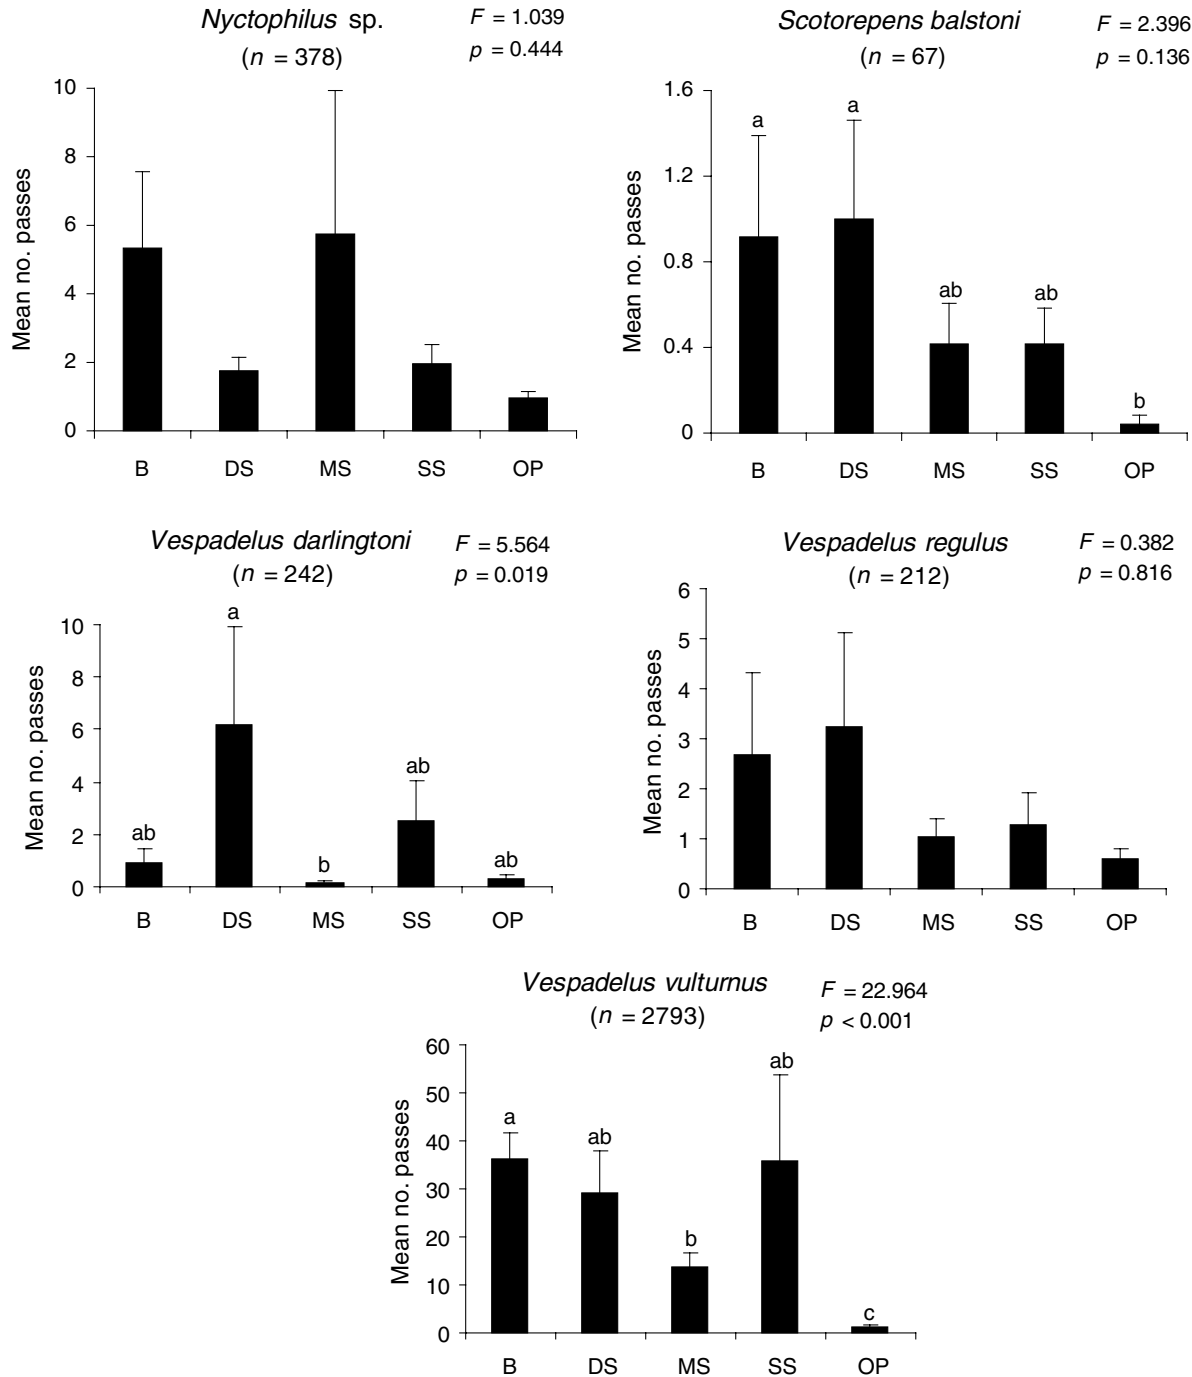 Nyctophilus sp.
(n = 378)
F = 1.039
p = 0.444
Mean no. passes
10
8
6
4
2
0
B DS MS SS OP
Scotorepens balstoni
(n = 67)
F = 2.396
p = 0.136
Mean no. passes
1.6
1.2
0.8
0.4
0
a a ab ab b
B DS MS SS OP
Vespadelus darlingtoni
(n = 242)
F = 5.564
p = 0.019
Mean no. passes
10
8
6
4
2
0
ab a b ab ab
B DS MS SS OP
Vespadelus regulus
(n = 212)
F = 0.382
p = 0.816
Mean no. passes
6
5
4
3
2
1
0
B DS MS SS OP
Vespadelus vulturnus
(n = 2793)
F = 22.964
p < 0.001
Mean no. passes
60
50
40
30
20
10
0
a ab b ab c
B DS MS SS OP